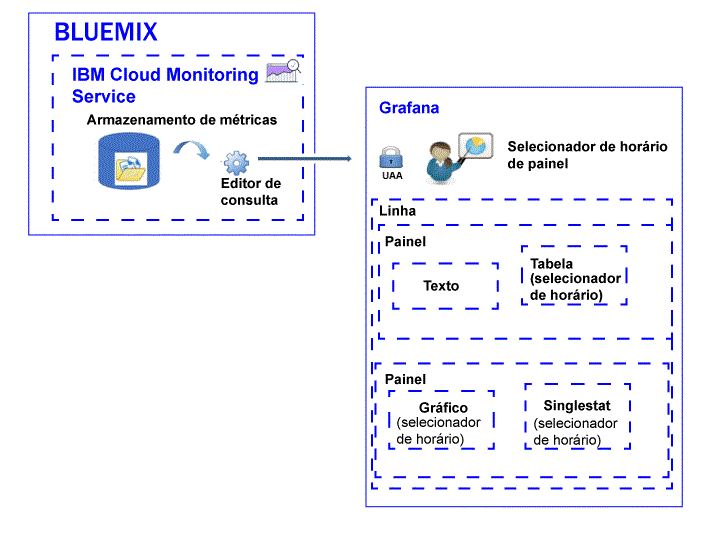 BLUEMIX
IBM Cloud Monitoring
Service
Armazenamento de métricas
Editor de
consulta
Grafana
UAA
Selecionador de horário
de painel
Linha
Painel
Texto
Tabela
(selecionador
de horário)
Painel
Gráfico
(selecionador
de horário)
Singlestat
(selecionador
de horário)